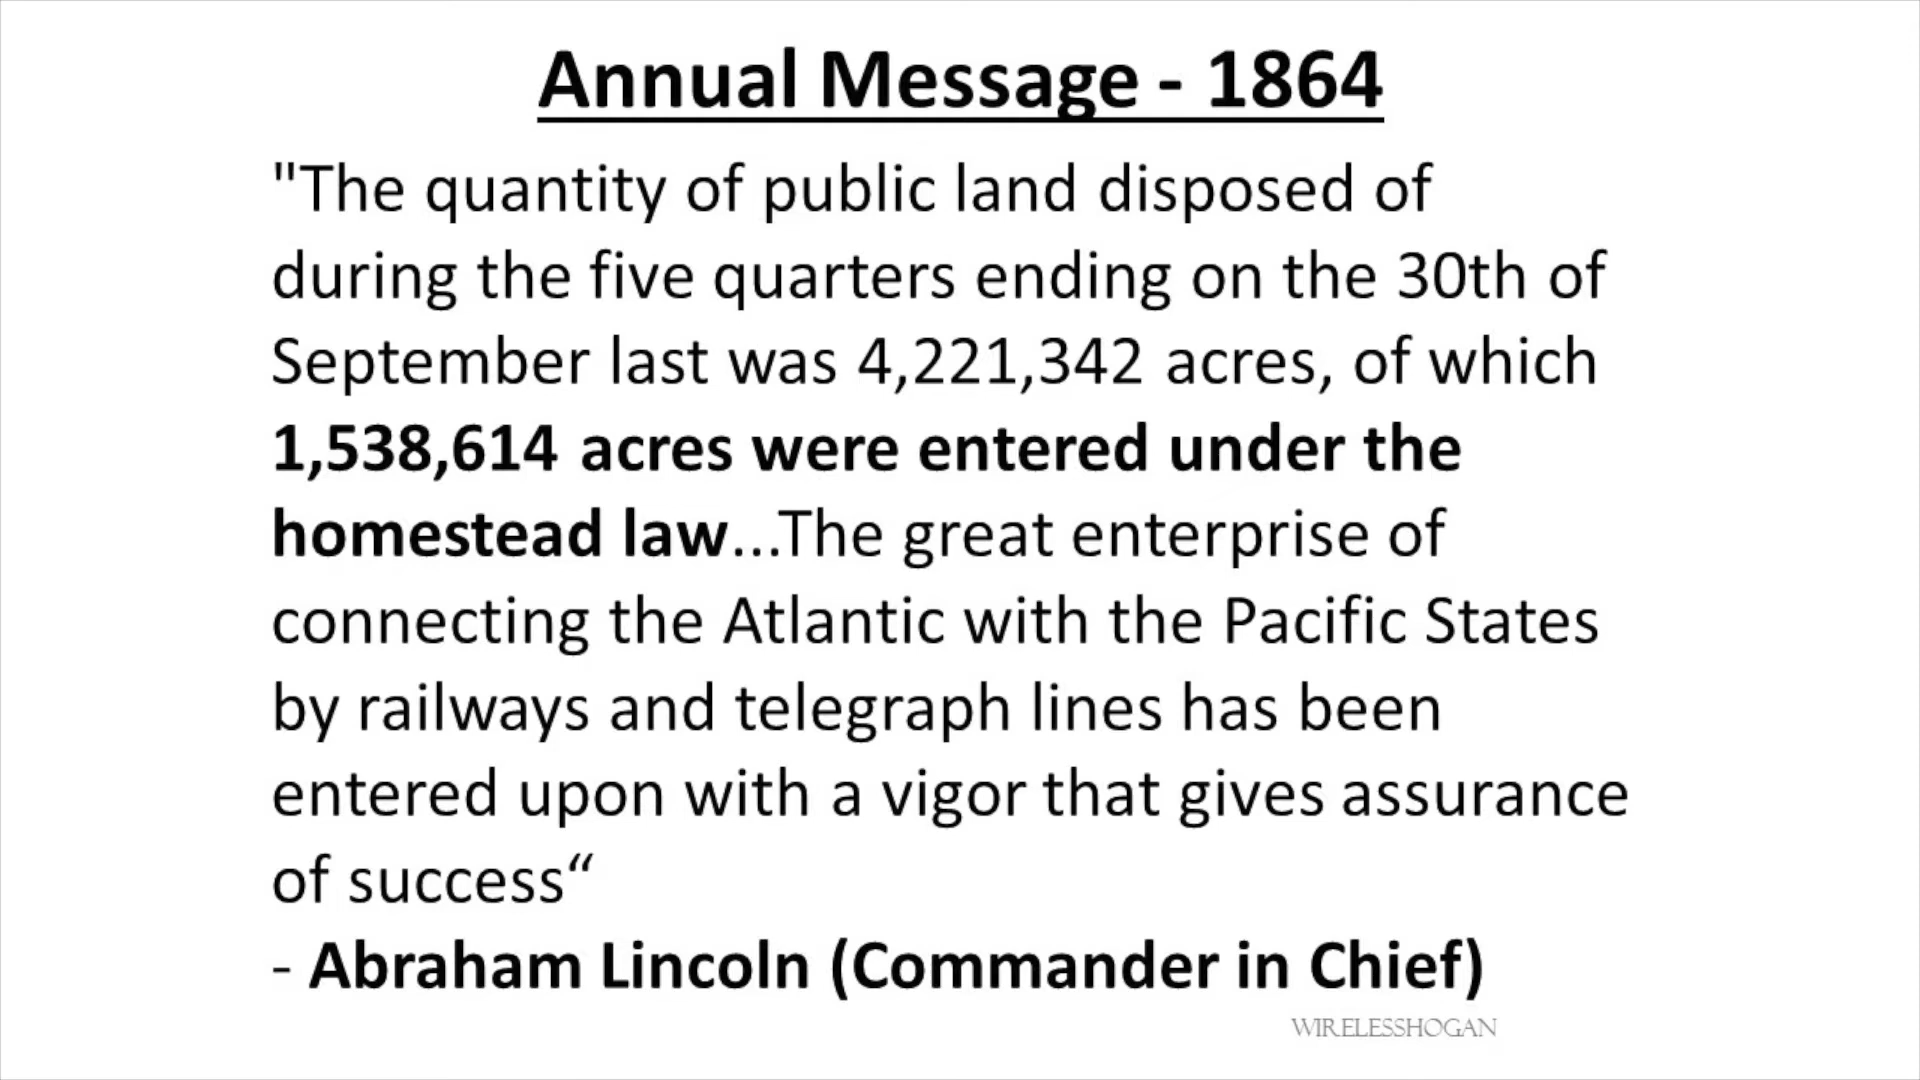 Annual Message - 1864
"The quantity of public land disposed of
during the five quarters ending on the 30th of
September last was 4,221,342 acres, of which
1,538,614 acres were entered under the
homestead law...The great enterprise of
connecting the Atlantic with the Pacific States
by railways and telegraph lines has been
entered upon with a vigor that gives assurance
of success“
- Abraham Lincoln (Commander in Chief)
WIRELESSHOGAN